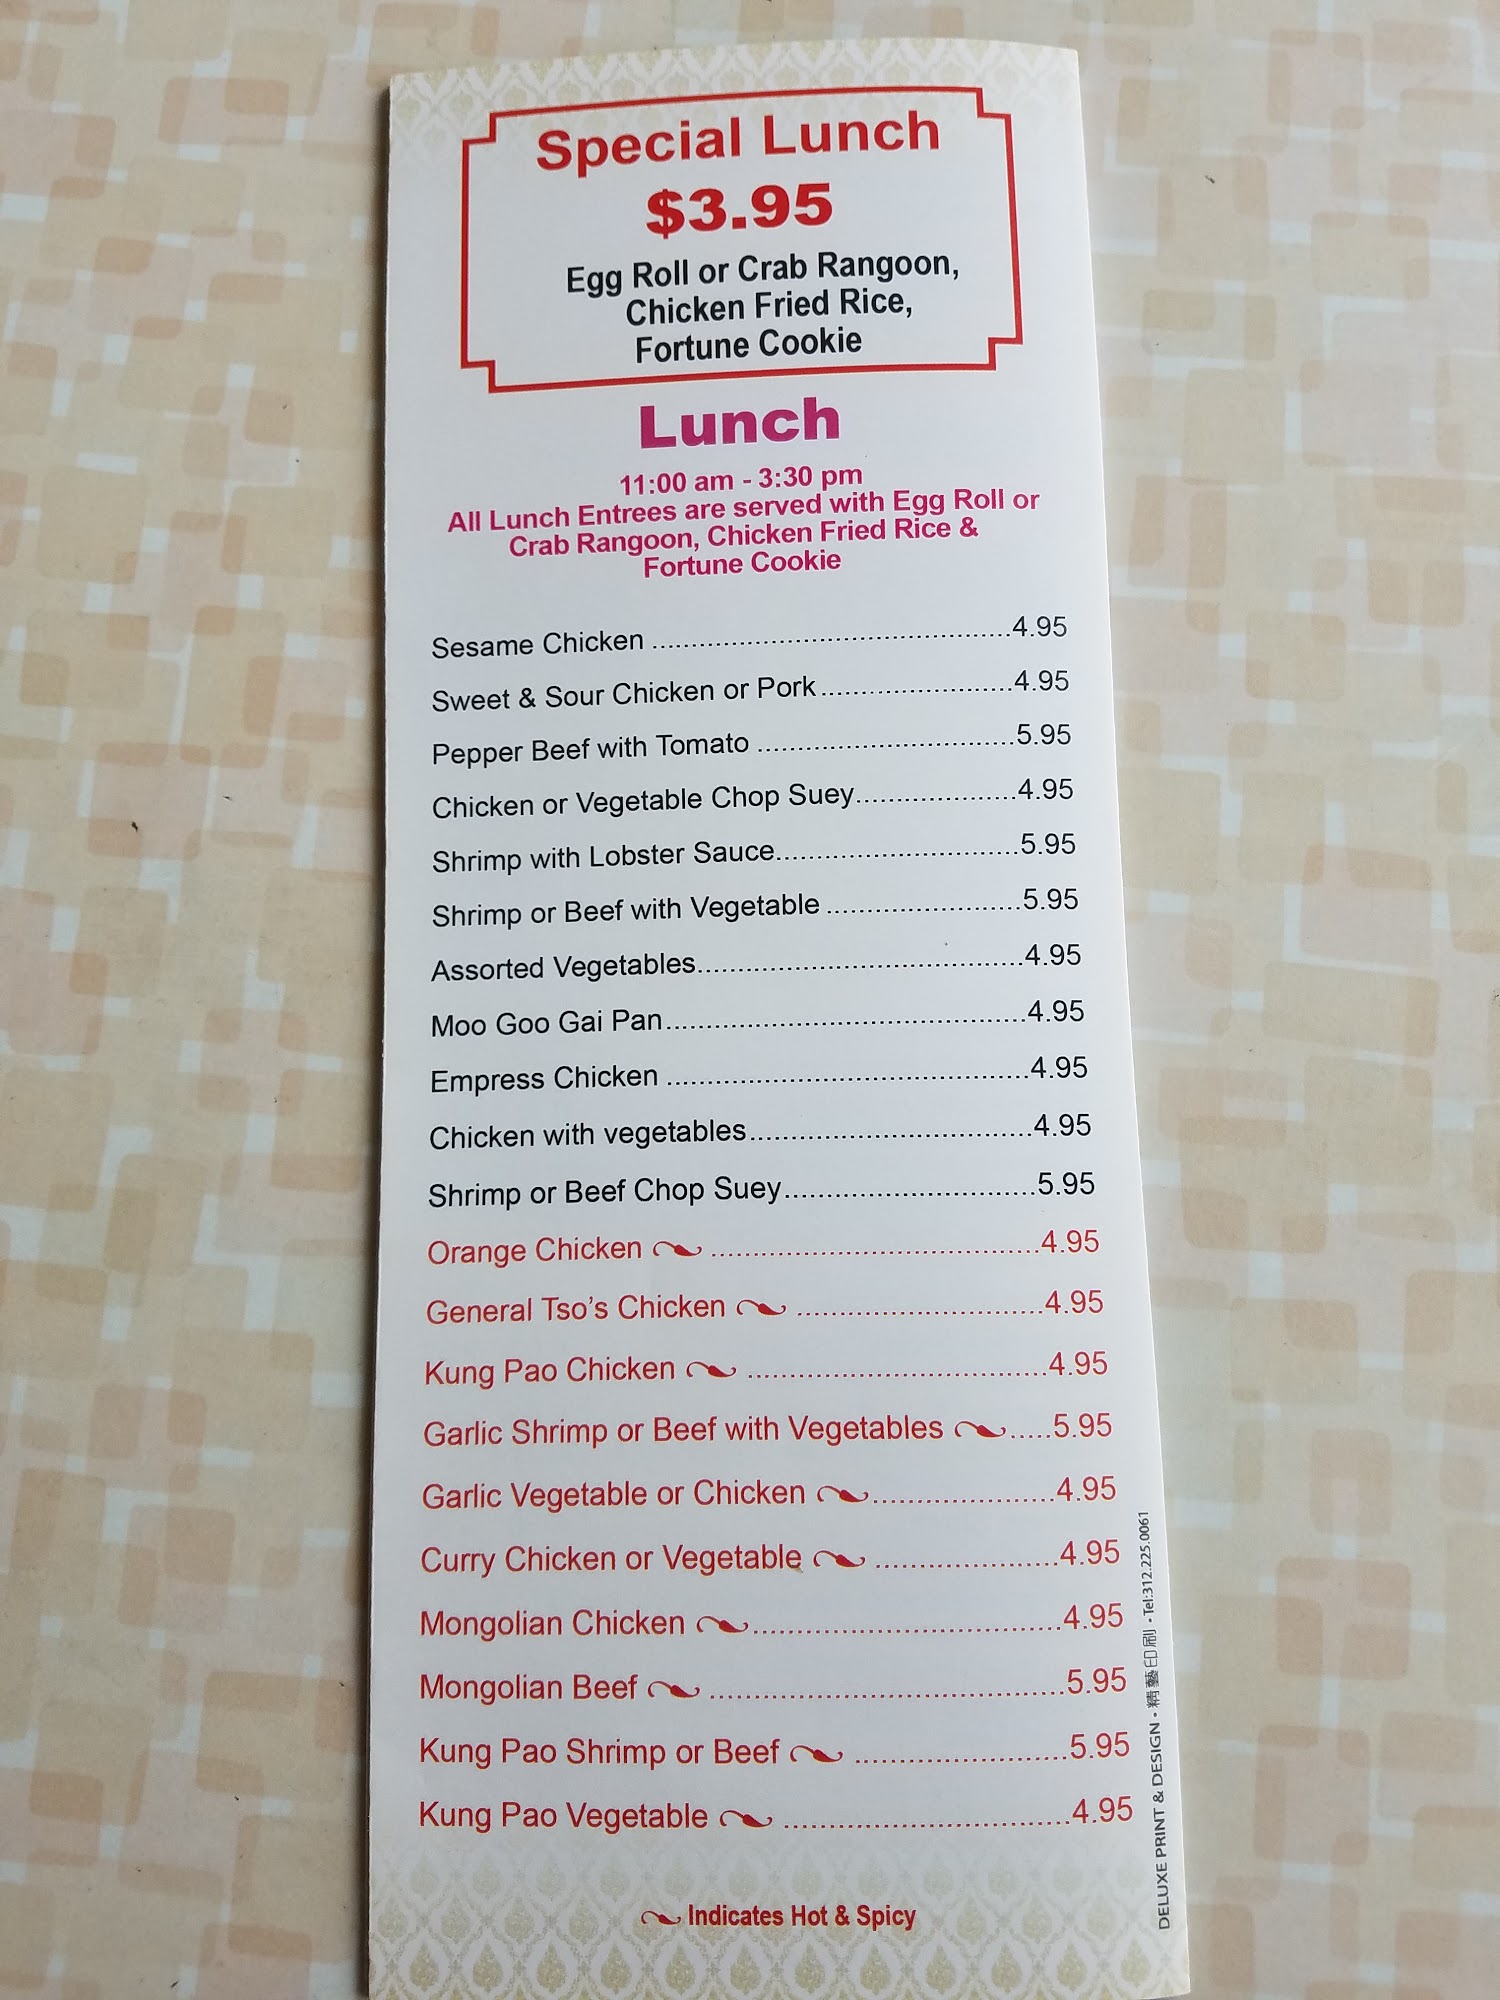 Special Lunch
$3.95
Egg Roll or Crab Rangoon,
Chicken Fried Rice,
Fortune Cookie
Lunch
11:00 am - 3:30 pm
All Lunch Entrees are served with Egg Roll or
Crab Rangoon, Chicken Fried Rice &
Fortune Cookie
Sesame Chicken ..........................................4.95
Sweet & Sour Chicken or Pork........................4.95
Pepper Beef with Tomato ................................5.95
Chicken or Vegetable Chop Suey....................4.95
Shrimp with Lobster Sauce..............................5.95
Shrimp or Beef with Vegetable ........................5.95
Assorted Vegetables.........................................4.95
Moo Goo Gai Pan.............................................4.95
Empress Chicken .............................................4.95
Chicken with vegetables...................................4.95
Shrimp or Beef Chop Suey...............................5.95
Orange Chicken ........................................4.95
General Tso's Chicken ..............................4.95
Kung Pao Chicken ....................................4.95
Garlic Shrimp or Beef with Vegetables .....5.95
Garlic Vegetable or Chicken ......................4.95
Curry Chicken or Vegetable ......................4.95
Mongolian Chicken .....................................4.95
Mongolian Beef ..........................................5.95
Kung Pao Shrimp or Beef .........................5.95
Kung Pao Vegetable ..................................4.95
Indicates Hot & Spicy
DELUXE PRINT & DESIGN • 精藝印刷 • Tel:312.225.0061